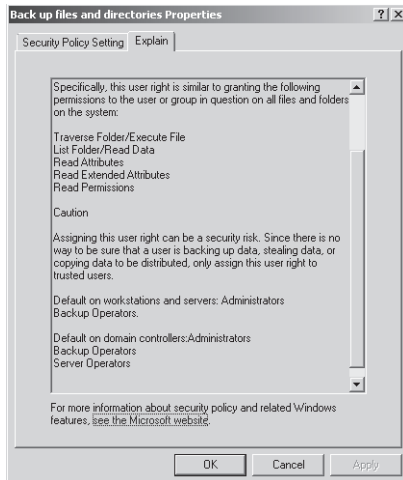 Back up files and directories Properties
Security Policy Setting
Explain
Specifically, this user right is similar to granting the following
permissions to the user or group in question on all files and folders
on the system:
Traverse Folder/Execute File
List Folder/Read Data
Read Attributes
Read Extended Attributes
Read Permissions
Caution
Assigning this user right can be a security risk. Since there is no
way to be sure that a user is backing up data, stealing data, or
copying data to be distributed, only assign this user right to
trusted users.
Default on workstations and servers: Administrators
Backup Operators.
Default on domain controllers:Administrators
Backup Operators
Server Operators
For more information about security policy and related Windows
features, see the Microsoft website.
OK
Cancel
Apply